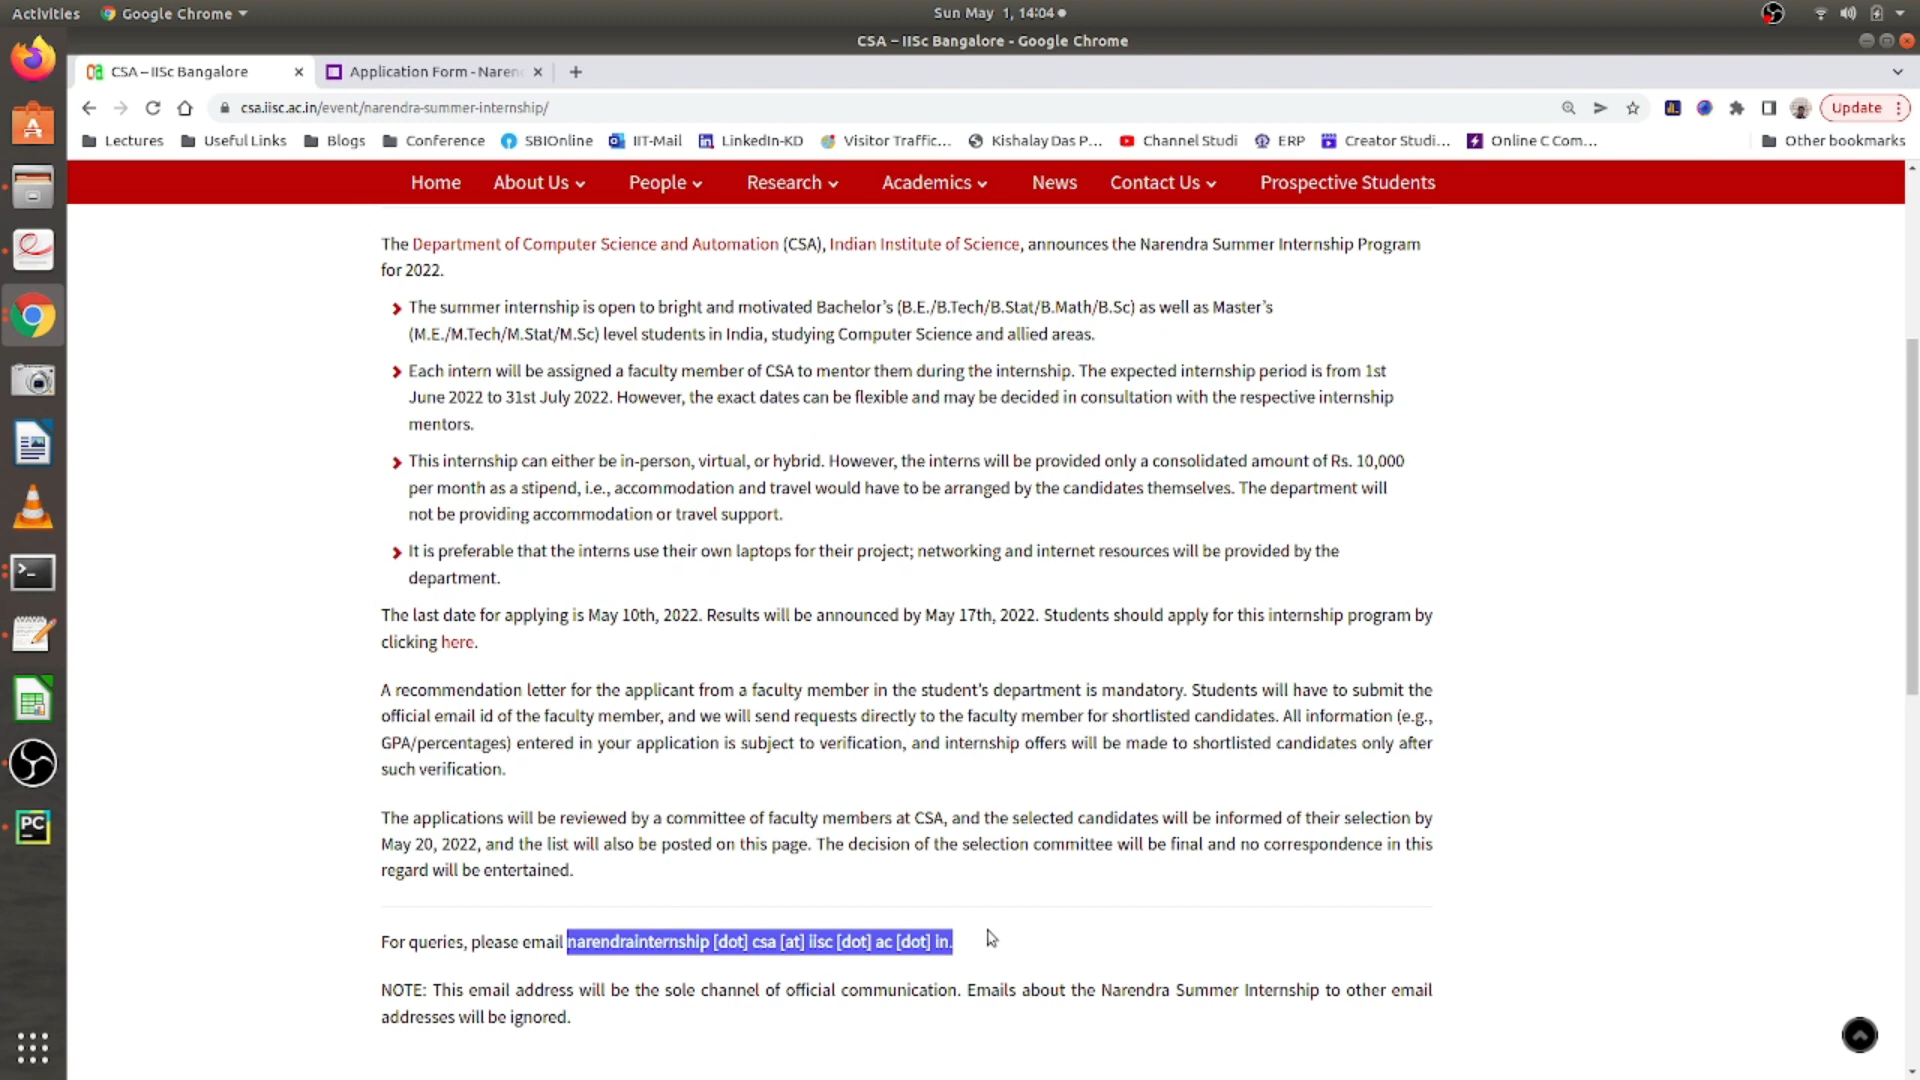 Activities Google Chrome Sun May 1, 14:04
CSA – IISc Bangalore - Google Chrome
CSA – IISc Bangalore Application Form - Naren
csa.iisc.ac.in/event/narendra-summer-internship/ Update
Lectures Useful Links Blogs Conference SBIOnline IIT-Mail LinkedIn-KD Visitor Traffic... Kishalay Das P... Channel Studi ERP Creator Studi... Online C Com... Other bookmarks
Home About Us People Research Academics News Contact Us Prospective Students
The Department of Computer Science and Automation (CSA), Indian Institute of Science, announces the Narendra Summer Internship Program
for 2022.
The summer internship is open to bright and motivated Bachelor's (B.E./B.Tech/B.Stat/B.Math/B.Sc) as well as Master's
(M.E./M.Tech/M.Stat/M.Sc) level students in India, studying Computer Science and allied areas.
Each intern will be assigned a faculty member of CSA to mentor them during the internship. The expected internship period is from 1st
June 2022 to 31st July 2022. However, the exact dates can be flexible and may be decided in consultation with the respective internship
mentors.
This internship can either be in-person, virtual, or hybrid. However, the interns will be provided only a consolidated amount of Rs. 10,000
per month as a stipend, i.e., accommodation and travel would have to be arranged by the candidates themselves. The department will
not be providing accommodation or travel support.
It is preferable that the interns use their own laptops for their project; networking and internet resources will be provided by the
department.
The last date for applying is May 10th, 2022. Results will be announced by May 17th, 2022. Students should apply for this internship program by
clicking here.
A recommendation letter for the applicant from a faculty member in the student's department is mandatory. Students will have to submit the
official email id of the faculty member, and we will send requests directly to the faculty member for shortlisted candidates. All information (e.g.,
GPA/percentages) entered in your application is subject to verification, and internship offers will be made to shortlisted candidates only after
such verification.
The applications will be reviewed by a committee of faculty members at CSA, and the selected candidates will be informed of their selection by
May 20, 2022, and the list will also be posted on this page. The decision of the selection committee will be final and no correspondence in this
regard will be entertained.
For queries, please email narendrainternship [dot] csa [at] iisc [dot] ac [dot] in.
NOTE: This email address will be the sole channel of official communication. Emails about the Narendra Summer Internship to other email
addresses will be ignored.
PC